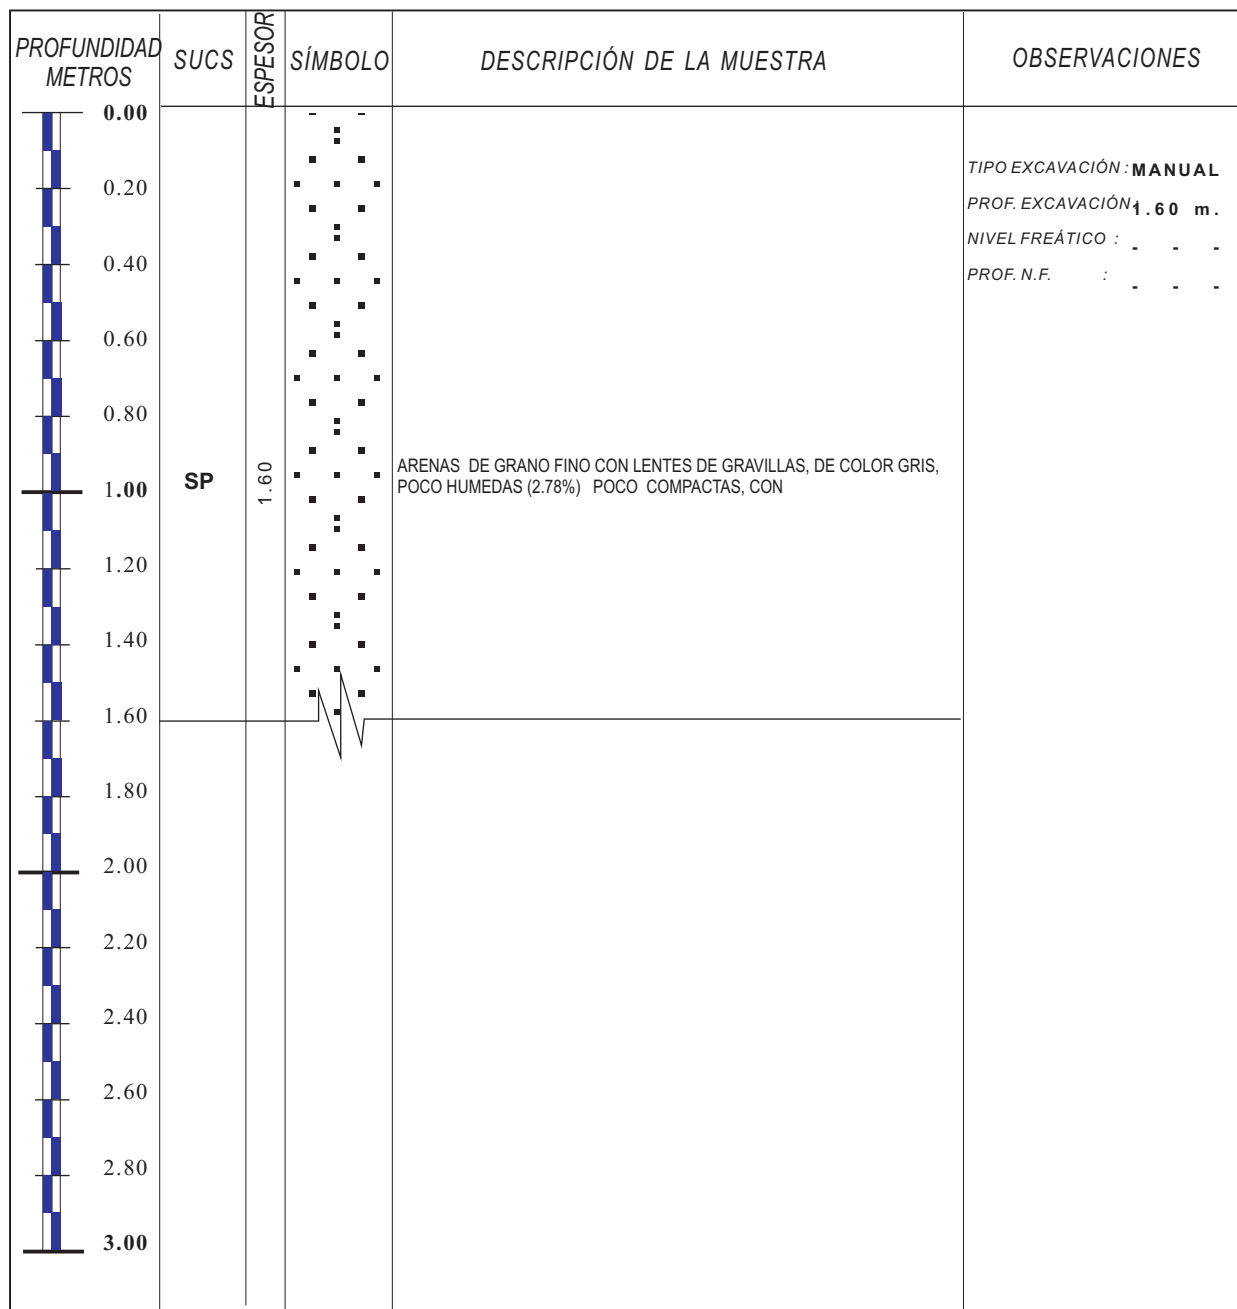 PROFUNDIDAD
METROS
SUCS
ESPESOR
SÍMBOLO
DESCRIPCIÓN DE LA MUESTRA
OBSERVACIONES
0.00
0.20
0.40
0.60
0.80
1.00
1.20
1.40
1.60
1.80
2.00
2.20
2.40
2.60
2.80
3.00
SP
1.60
ARENAS DE GRANO FINO CON LENTES DE GRAVILLAS, DE COLOR GRIS,
POCO HUMEDAS (2.78%) POCO COMPACTAS, CON
TIPO EXCAVACIÓN : MANUAL
PROF. EXCAVACIÓN : 1.60 m.
NIVEL FREÁTICO : - - -
PROF. N.F. : - - -